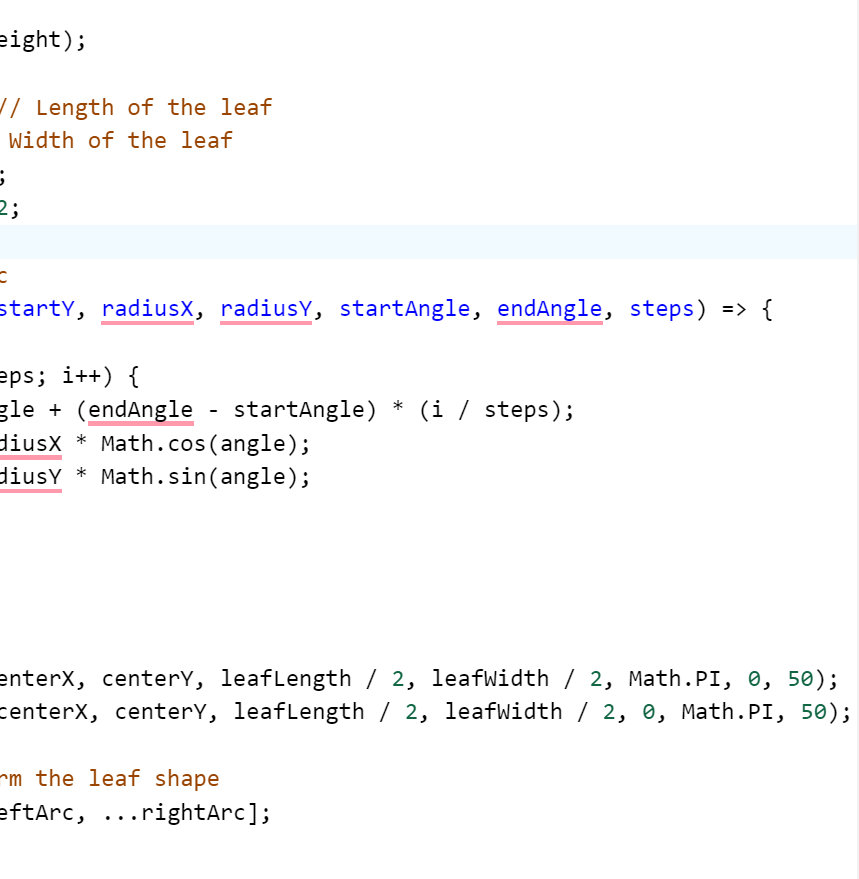 eight);
// Length of the leaf
Width of the leaf
;
2;
c
startY, radiusX, radiusY, startAngle, endAngle, steps) => {
eps; i++) {
gle + (endAngle - startAngle) * (i / steps);
diusX * Math.cos(angle);
diusY * Math.sin(angle);
enterX, centerY, leafLength / 2, leafWidth / 2, Math.PI, 0, 50);
centerX, centerY, leafLength / 2, leafWidth / 2, 0, Math.PI, 50);
rm the leaf shape
eftArc, ...rightArc];